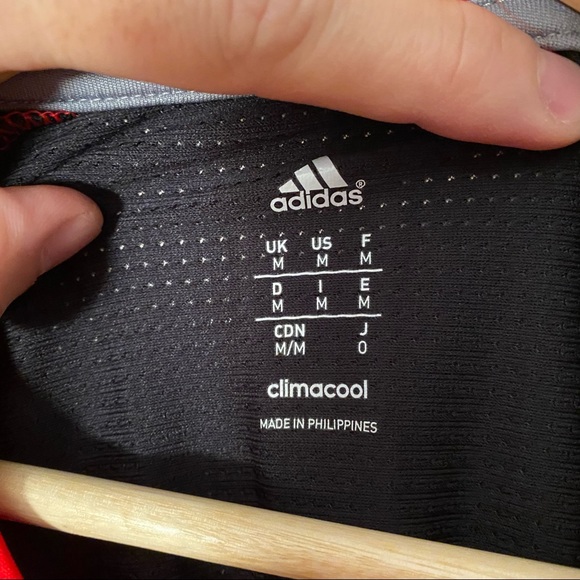 adidas®
UK US F
M M M
D I E
M M M
CDN J
M/M O
climacool
MADE IN PHILIPPINES